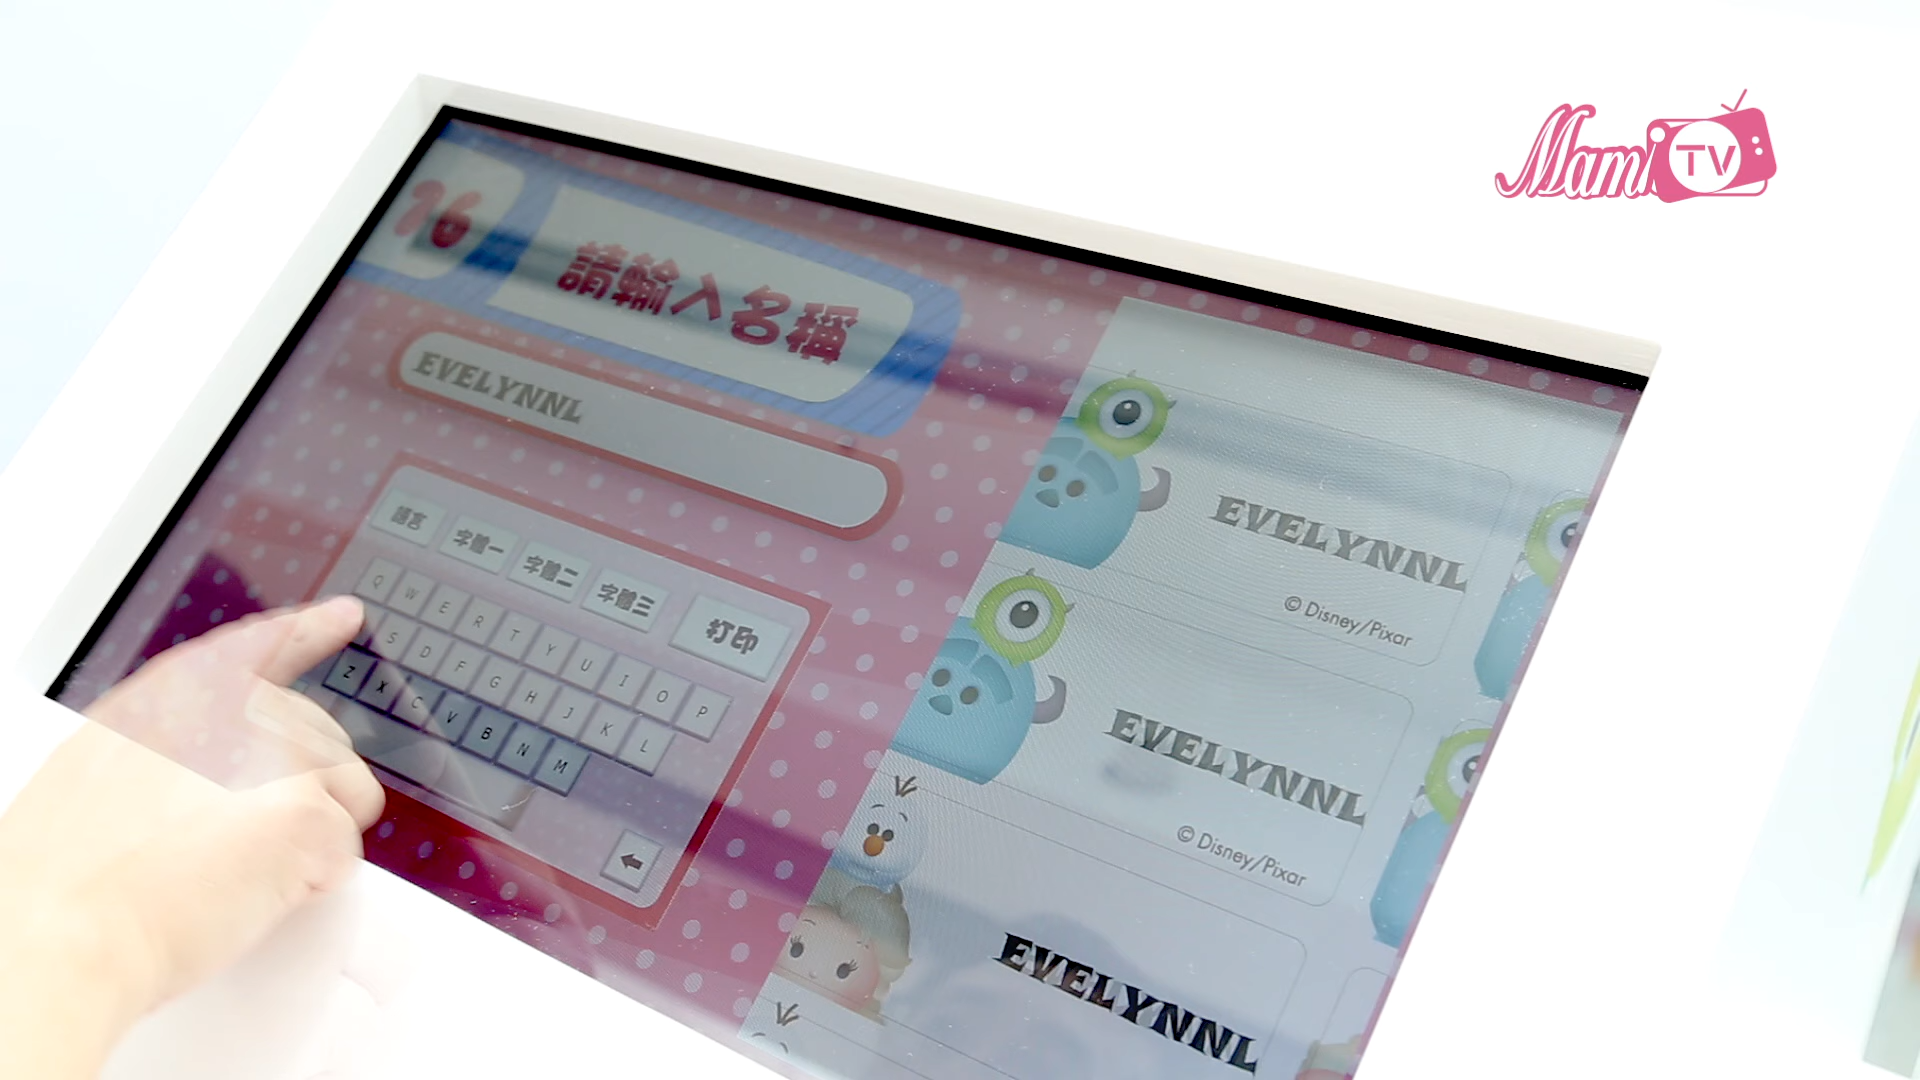 Mami TV
16
請輸入名稱
EVELYNNL
語言 字體一 字體二 字體三 打印
Q W E R T Y U I O P
S D F G H J K L
Z X C V B N M
←
EVELYNNL
© Disney/Pixar
EVELYNNL
© Disney/Pixar
EVELYNNL